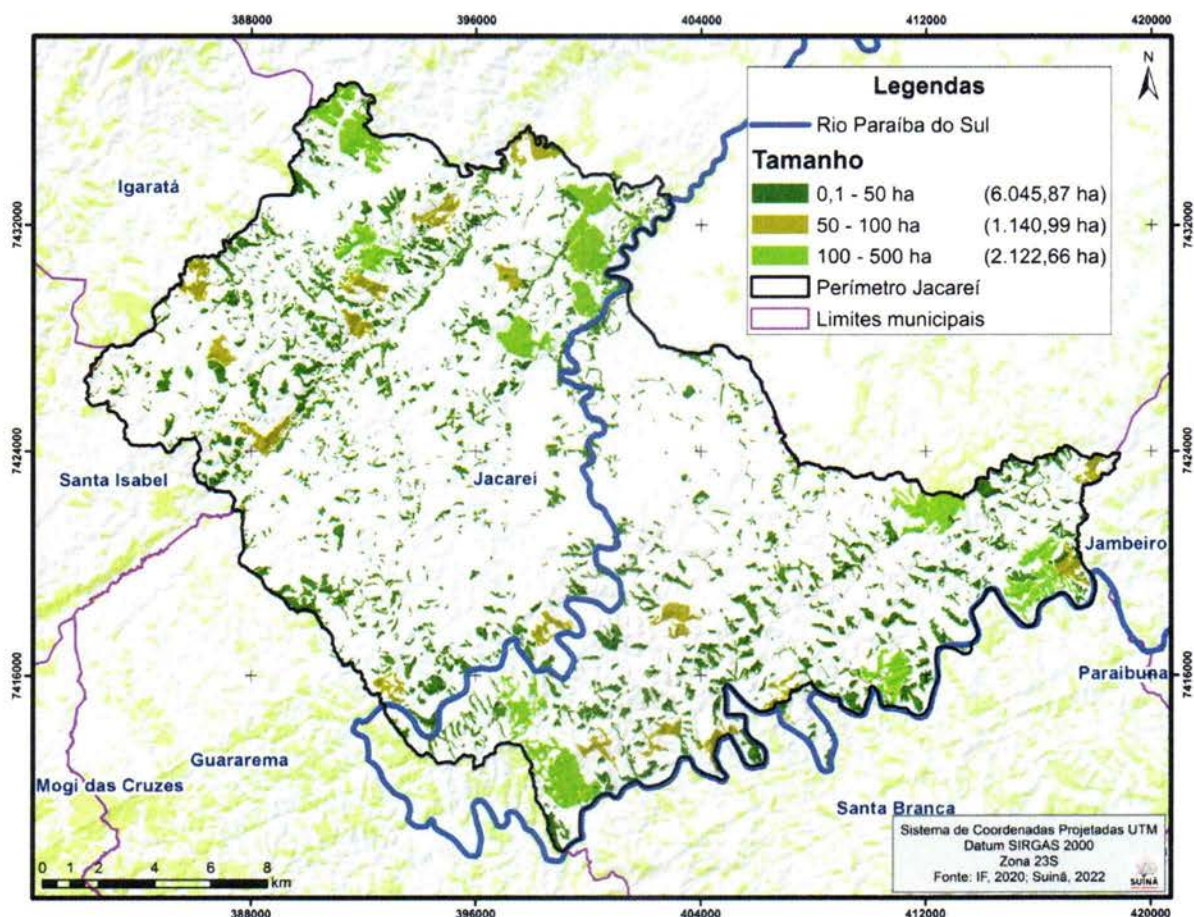 388000 396000 404000 412000 420000
N
Legendas
Rio Paraíba do Sul
Tamanho
0,1 - 50 ha (6.045,87 ha)
50 - 100 ha (1.140,99 ha)
100 - 500 ha (2.122,66 ha)
Perímetro Jacareí
Limites municipais
Igaratá
7432000 7432000
7424000 7424000
Santa Isabel
Jacareí
Jambeiro
7416000 7416000
Paraibuna
Guararema
Mogi das Cruzes
Santa Branca
Sistema de Coordenadas Projetadas UTM
Datum SIRGAS 2000
Zona 23S
Fonte: IF, 2020; Suinã, 2022
SUINÃ
0 1 2 4 6 8
km
388000 396000 404000 412000 420000